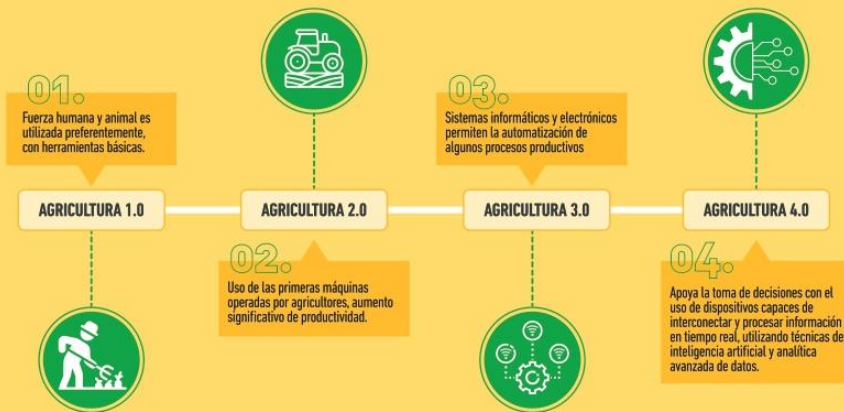 01.
Fuerza humana y animal es
utilizada preferentemente,
con herramientas básicas.
AGRICULTURA 1.0
AGRICULTURA 2.0
02.
Uso de las primeras máquinas
operadas por agricultores, aumento
significativo de productividad.
03.
Sistemas informáticos y electrónicos
permiten la automatización de
algunos procesos productivos
AGRICULTURA 3.0
AGRICULTURA 4.0
04.
Apoya la toma de decisiones con el
uso de dispositivos capaces de
interconectar y procesar información
en tiempo real, utilizando técnicas de
inteligencia artificial y analítica
avanzada de datos.